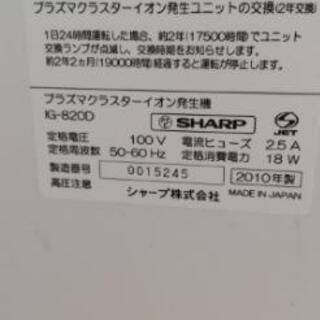 プラズマクラスターイオン発生ユニットの交換(2年交換)
1日24時間運転した場合、約2年(17500時間)でユニット
交換ランプが点滅し、交換時期をお知らせします。
約2年2カ月(19000時間)経過すると運転が停止します。
プラズマクラスターイオン発生機
IG-820D SHARP JET
定格電圧 100 V 電流ヒューズ 2.5 A
定格周波数 50-60 Hz 定格消費電力 18 W
製造番号 0015245 2010年製
高圧注意 シャープ株式会社 MADE IN JAPAN